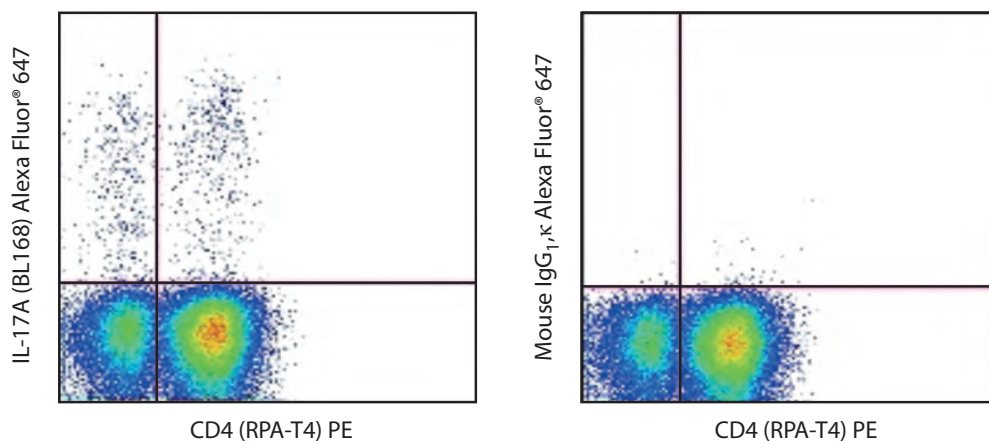 IL-17A (BL168) Alexa Fluor® 647
CD4 (RPA-T4) PE
Mouse IgG₁,κ Alexa Fluor® 647
CD4 (RPA-T4) PE